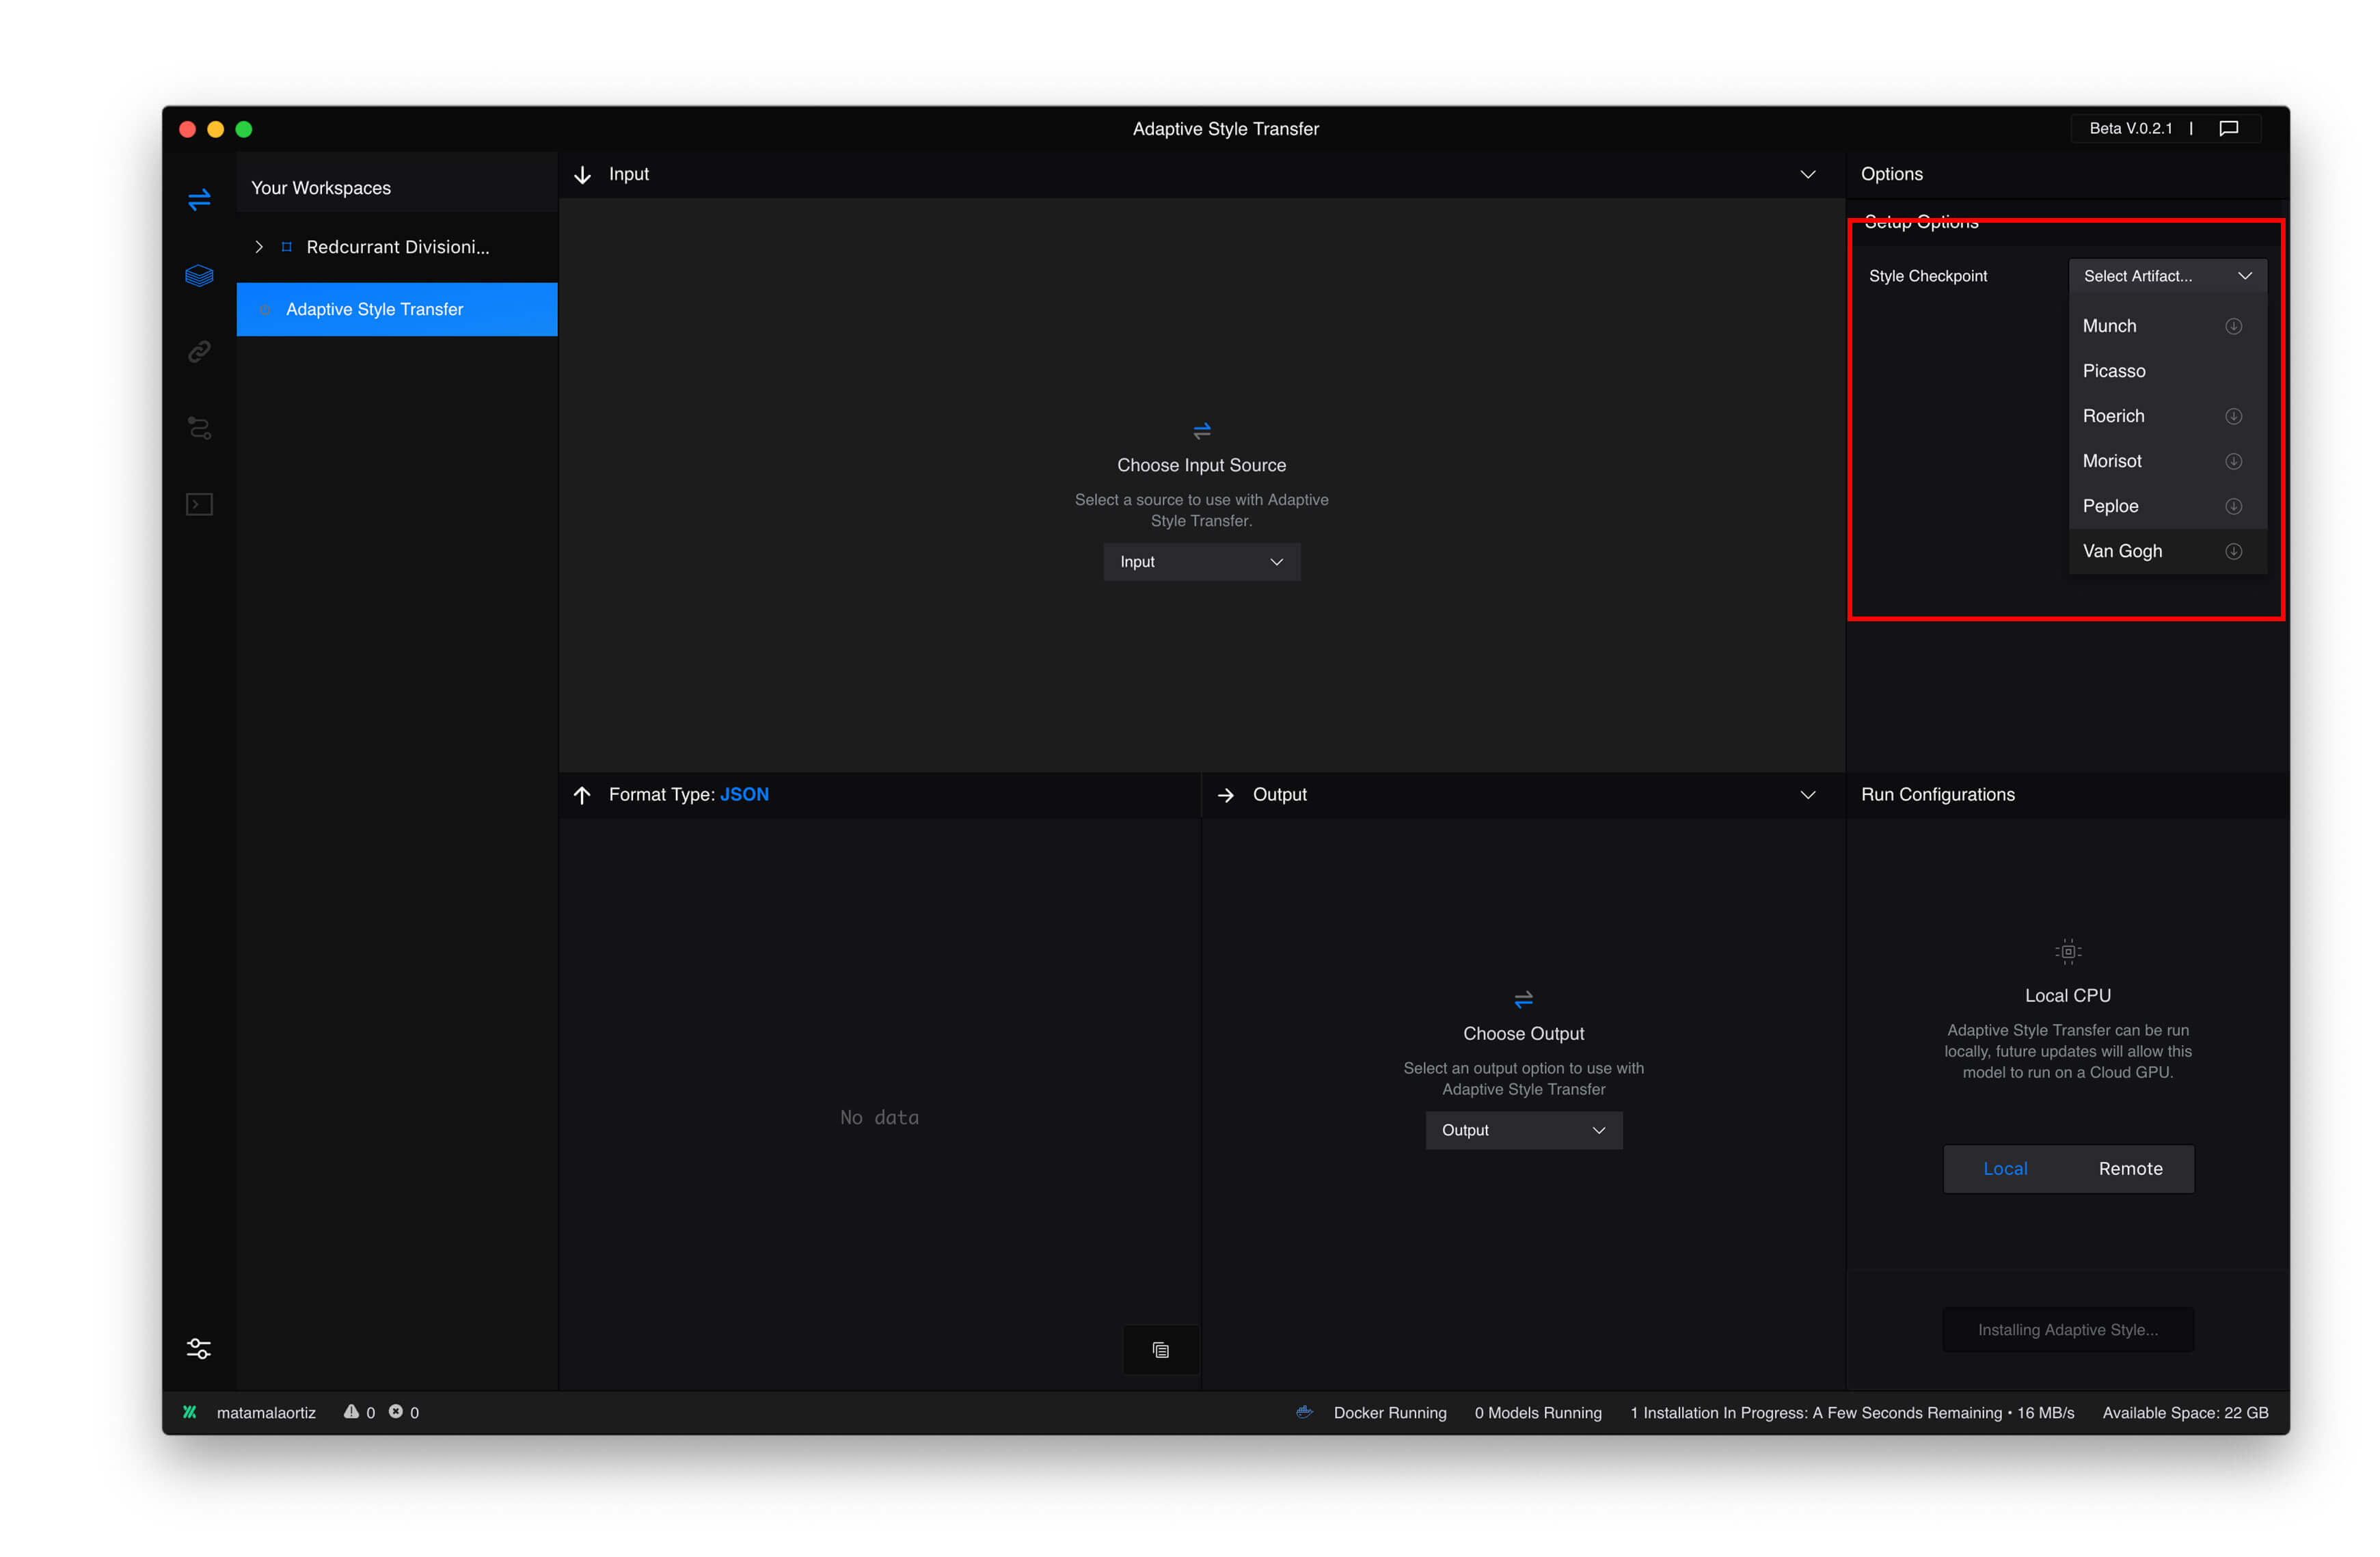 Adaptive Style Transfer
Beta V.0.2.1 |
Your Workspaces
Redcurrant Divisioni...
Adaptive Style Transfer
Input
Choose Input Source
Select a source to use with Adaptive
Style Transfer.
Input
Options
Setup Options
Style Checkpoint
Select Artifact...
Munch
Picasso
Roerich
Morisot
Peploe
Van Gogh
Format Type: JSON
No data
Output
Choose Output
Select an output option to use with
Adaptive Style Transfer
Output
Run Configurations
Local CPU
Adaptive Style Transfer can be run
locally, future updates will allow this
model to run on a Cloud GPU.
Local
Remote
Installing Adaptive Style...
matamalaortiz
0
0
Docker Running
0 Models Running
1 Installation In Progress: A Few Seconds Remaining • 16 MB/s
Available Space: 22 GB